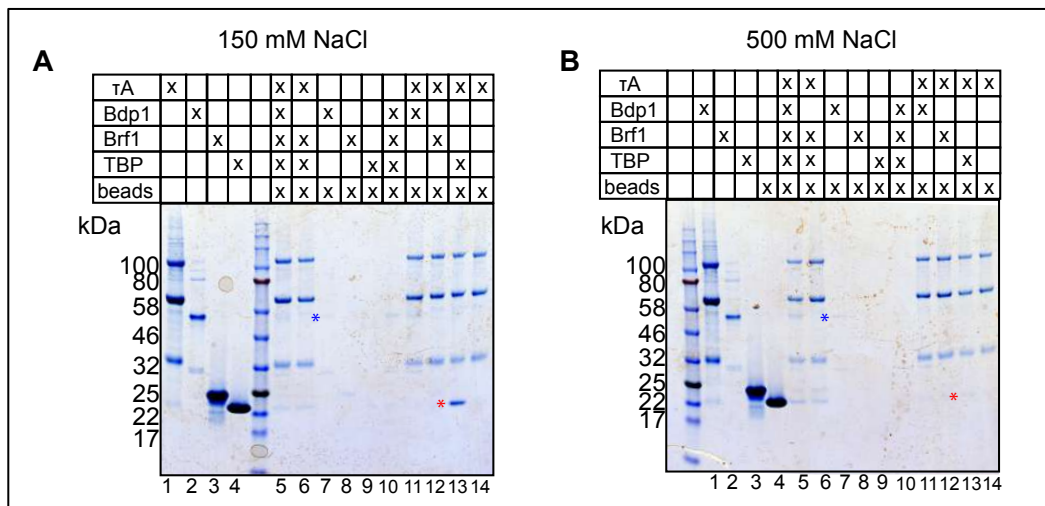 150 mM NaCl
A
τA x x x x x x x
Bdp1 x x x x x
Brf1 x x x x x x
TBP x x x x x x
beads x x x x x x x x x x
kDa
100
80
58
46
32
25
22
17
*
*
1 2 3 4 5 6 7 8 9 10 11 12 13 14
500 mM NaCl
B
τA x x x x x x
Bdp1 x x x x x
Brf1 x x x x x x
TBP x x x x x x
beads x x x x x x x x x x x
kDa
100
80
58
46
32
25
22
17
*
*
1 2 3 4 5 6 7 8 9 10 11 12 13 14